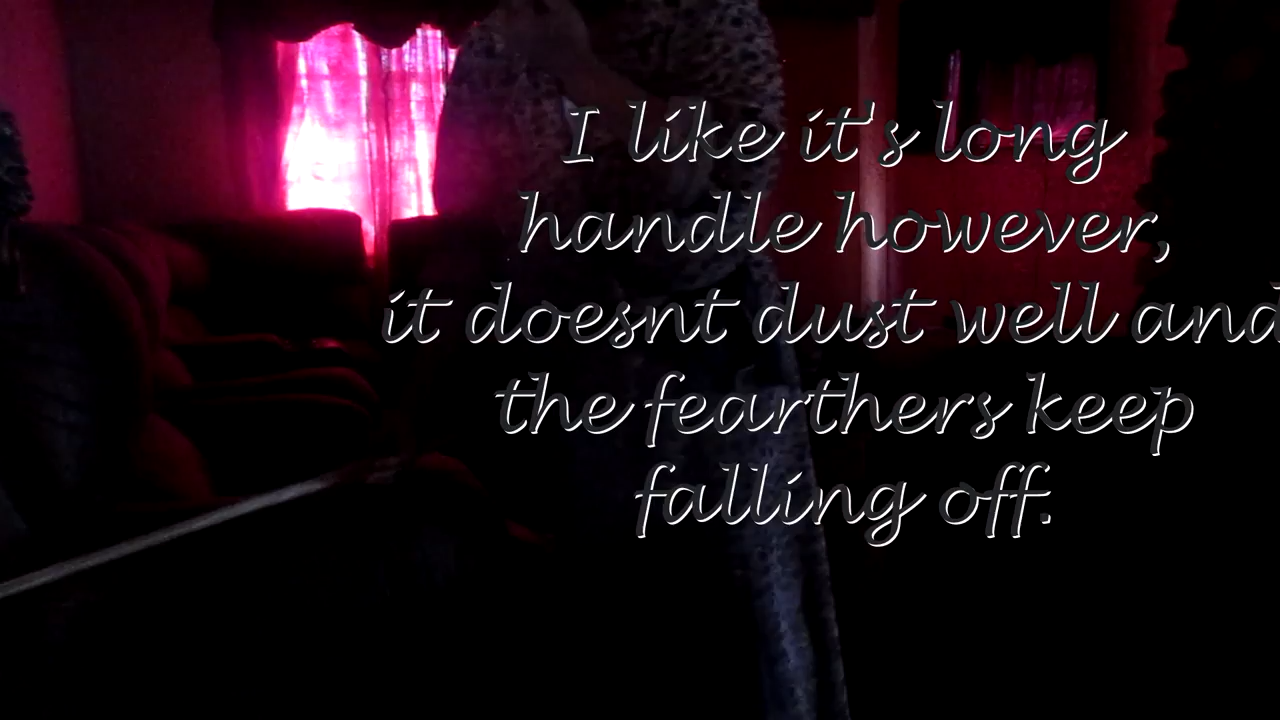 I like it's long
handle however,
it doesnt dust well and
the fearthers keep
falling off.